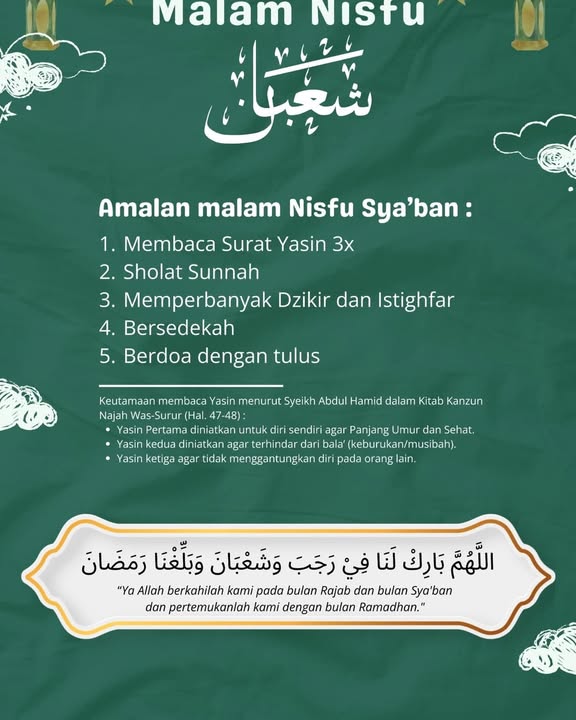 Malam Nisfu
شعبان
Amalan malam Nisfu Sya’ban :
1. Membaca Surat Yasin 3x
2. Sholat Sunnah
3. Memperbanyak Dzikir dan Istighfar
4. Bersedekah
5. Berdoa dengan tulus
Keutamaan membaca Yasin menurut Syeikh Abdul Hamid dalam Kitab Kanzun
Najah Was-Surur (Hal. 47-48) :
• Yasin Pertama diniatkan untuk diri sendiri agar Panjang Umur dan Sehat.
• Yasin kedua diniatkan agar terhindar dari bala’ (keburukan/musibah).
• Yasin ketiga agar tidak menggantungkan diri pada orang lain.
اللَّهُمَّ بَارِكْ لَنَا فِيْ رَجَبَ وَشَعْبَانَ وَبَلِّغْنَا رَمَضَانَ
“Ya Allah berkahilah kami pada bulan Rajab dan bulan Sya'ban
dan pertemukanlah kami dengan bulan Ramadhan."